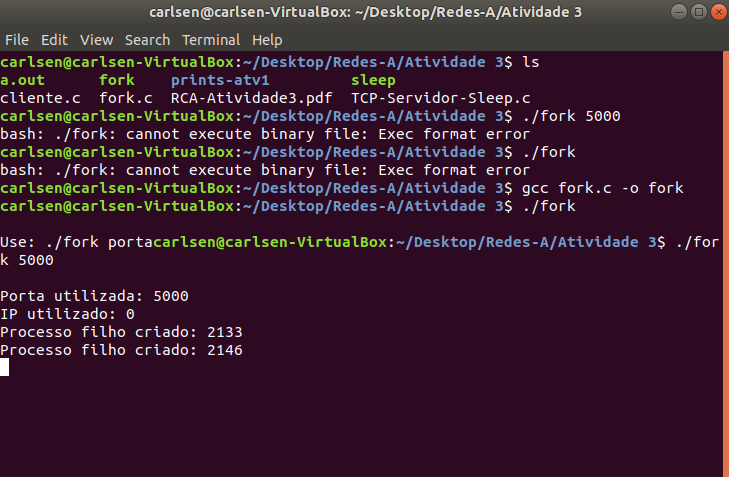 carlsen@carlsen-VirtualBox: ~/Desktop/Redes-A/Atividade 3
File Edit View Search Terminal Help
carlsen@carlsen-VirtualBox:~/Desktop/Redes-A/Atividade 3$ ls
a.out      fork    prints-atv1            sleep
cliente.c  fork.c  RCA-Atividade3.pdf  TCP-Servidor-Sleep.c
carlsen@carlsen-VirtualBox:~/Desktop/Redes-A/Atividade 3$ ./fork 5000
bash: ./fork: cannot execute binary file: Exec format error
carlsen@carlsen-VirtualBox:~/Desktop/Redes-A/Atividade 3$ ./fork
bash: ./fork: cannot execute binary file: Exec format error
carlsen@carlsen-VirtualBox:~/Desktop/Redes-A/Atividade 3$ gcc fork.c -o fork
carlsen@carlsen-VirtualBox:~/Desktop/Redes-A/Atividade 3$ ./fork
Use: ./fork portacarlsen@carlsen-VirtualBox:~/Desktop/Redes-A/Atividade 3$ ./for
k 5000
Porta utilizada: 5000
IP utilizado: 0
Processo filho criado: 2133
Processo filho criado: 2146